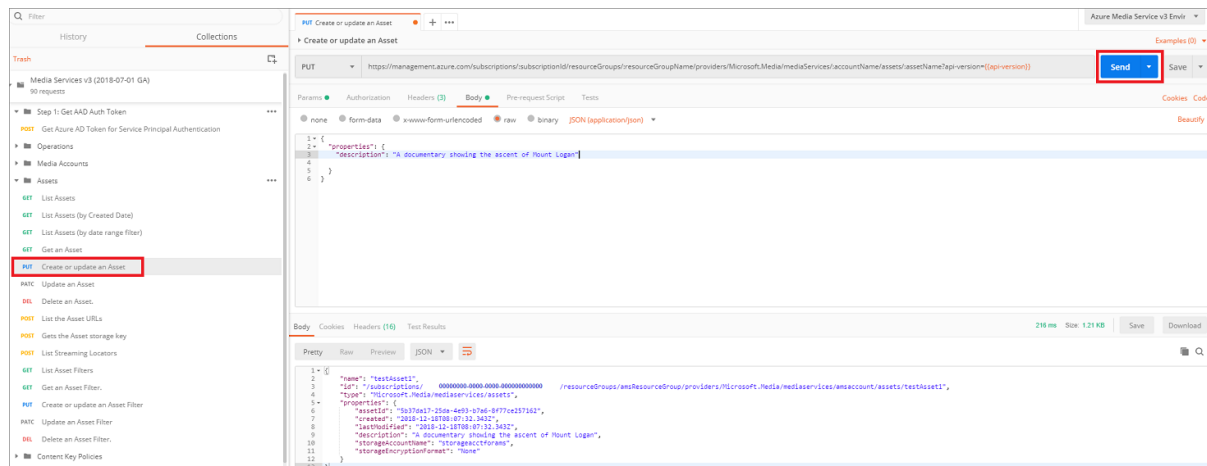 Filter
History Collections
Trash
Media Services v3 (2018-07-01 GA)
90 requests
Step 1: Get AAD Auth Token
POST Get Azure AD Token for Service Principal Authentication
Operations
Media Accounts
Assets
GET List Assets
GET List Assets (by Created Date)
GET List Assets (by date range filter)
GET Get an Asset
PUT Create or update an Asset
PATC Update an Asset
DEL Delete an Asset.
POST List the Asset URLs
POST Gets the Asset storage key
POST List Streaming Locators
GET List Asset Filters
GET Get an Asset Filter.
PUT Create or update an Asset Filter
PATC Update an Asset Filter
DEL Delete an Asset Filter.
Content Key Policies
PUT Create or update an Asset + ••• Azure Media Service v3 Envir
Create or update an Asset Examples (0)
PUT https://management.azure.com/subscriptions/:subscriptionId/resourceGroups/:resourceGroupName/providers/Microsoft.Media/mediaServices/:accountName/assets/:assetName?api-version={{api-version}} Send Save
Params Authorization Headers (3) Body Pre-request Script Tests Cookies Code
none form-data x-www-form-urlencoded raw binary JSON (application/json) Beautify
1 {
2 "properties": {
3 "description": "A documentary showing the ascent of Mount Logan"
4
5 }
6 }
Body Cookies Headers (16) Test Results 216 ms Size: 1.21 KB Save Download
Pretty Raw Preview JSON
1 {
2 "name": "testAsset1",
3 "id": "/subscriptions/ 00000000-0000-0000-000000000000 /resourceGroups/amsResourceGroup/providers/Microsoft.Media/mediaservices/amsaccount/assets/testAsset1",
4 "type": "Microsoft.Media/mediaservices/assets",
5 "properties": {
6 "assetId": "5b37da17-25da-4e93-b7a6-8f77ce257162",
7 "created": "2018-12-18T08:07:32.343Z",
8 "lastModified": "2018-12-18T08:07:32.343Z",
9 "description": "A documentary showing the ascent of Mount Logan",
10 "storageAccountName": "storageacctforams",
11 "storageEncryptionFormat": "None"
12 }